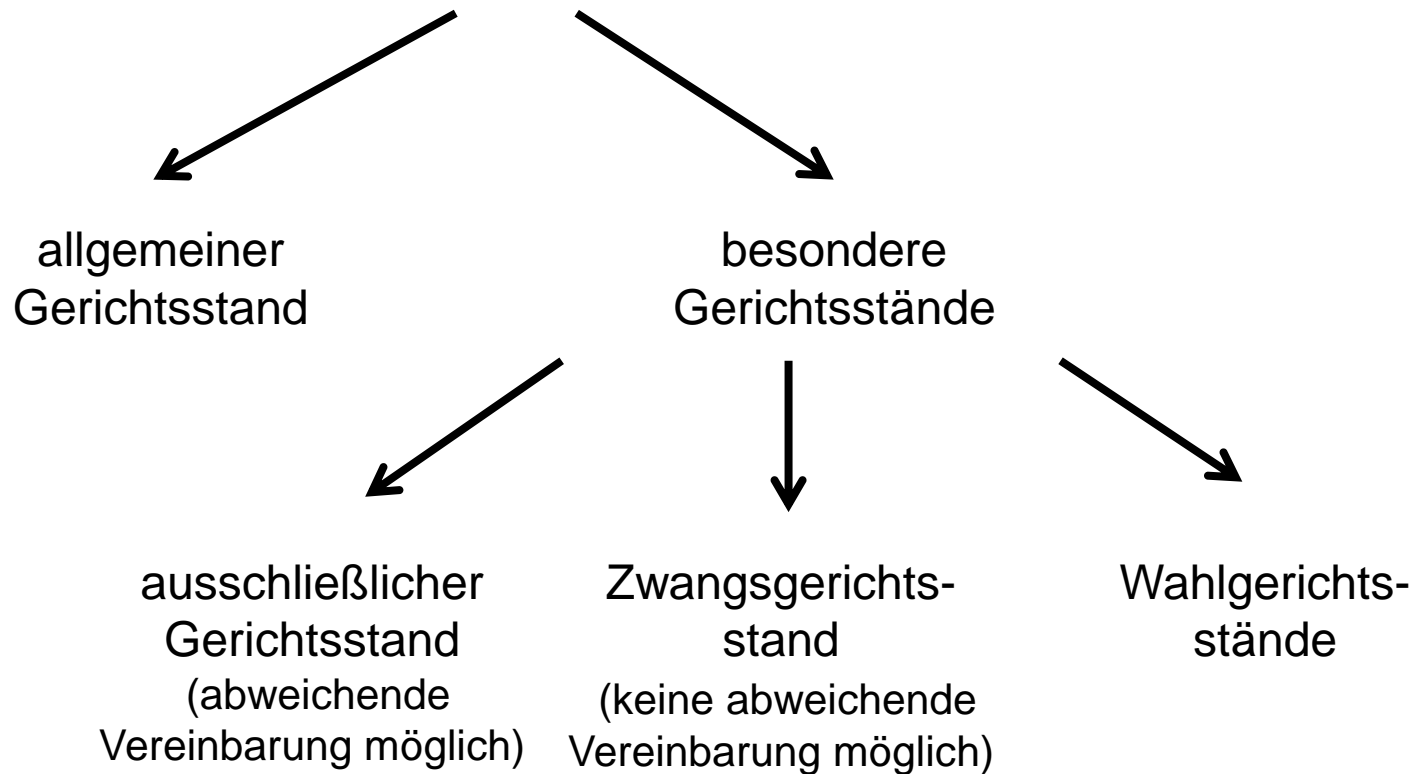 allgemeiner
Gerichtsstand
besondere
Gerichtsstände
ausschließlicher
Gerichtsstand
(abweichende
Vereinbarung möglich)
Zwangsgerichts-
stand
(keine abweichende
Vereinbarung möglich)
Wahlgerichts-
stände